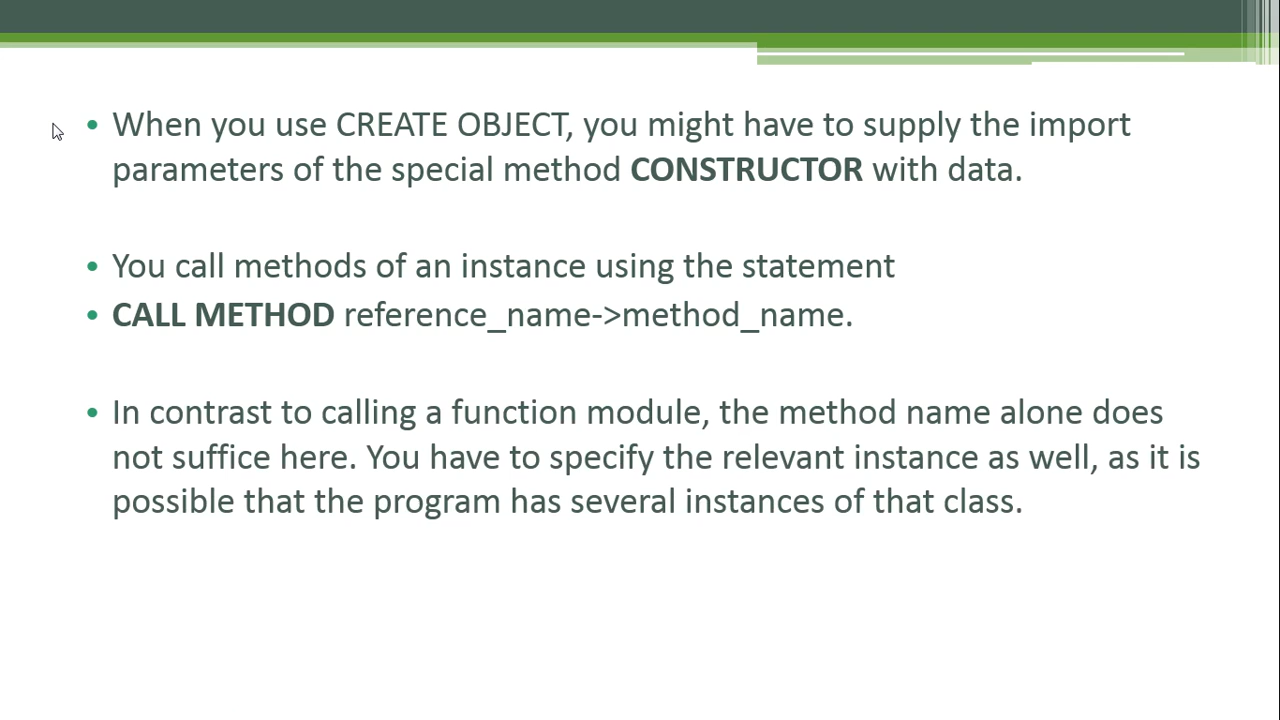 • When you use CREATE OBJECT, you might have to supply the import
parameters of the special method CONSTRUCTOR with data.
• You call methods of an instance using the statement
• CALL METHOD reference_name->method_name.
• In contrast to calling a function module, the method name alone does
not suffice here. You have to specify the relevant instance as well, as it is
possible that the program has several instances of that class.